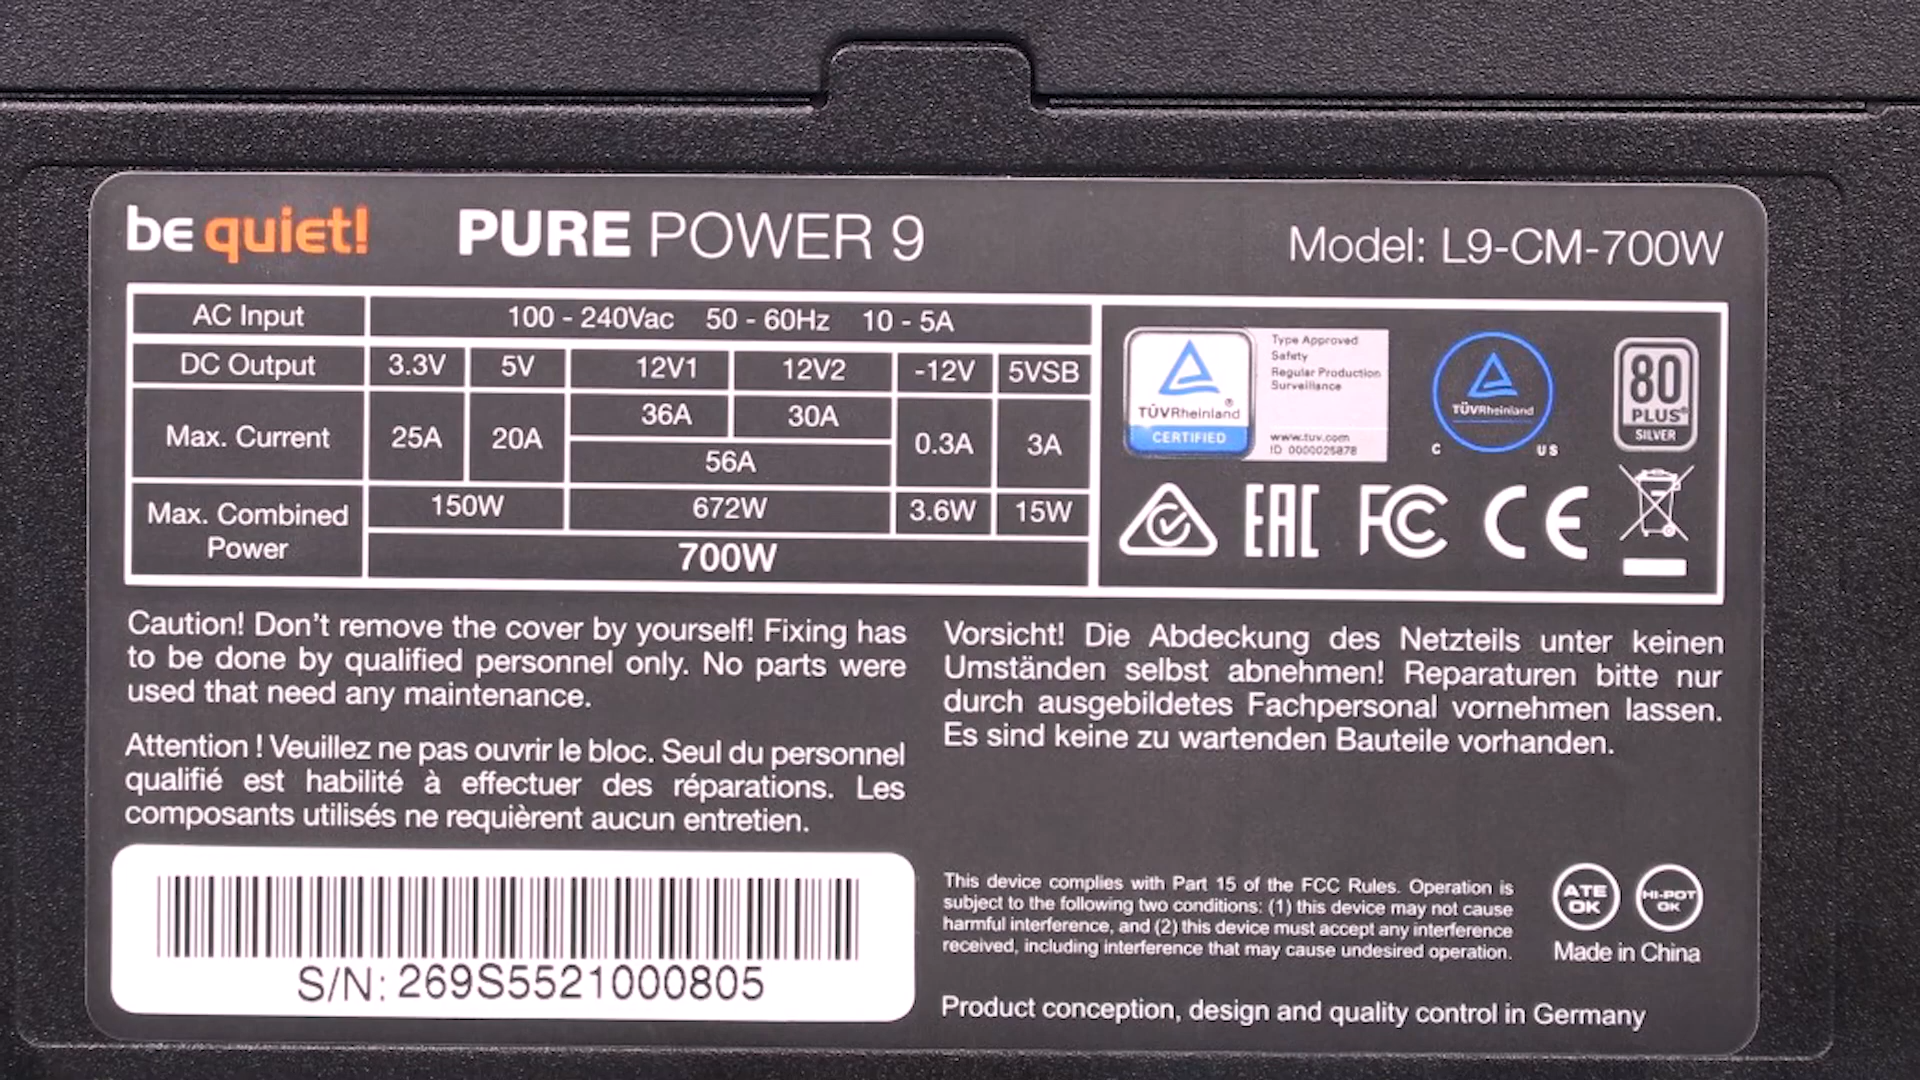 be quiet! PURE POWER 9 Model: L9-CM-700W
AC Input 100 - 240Vac 50 - 60Hz 10 - 5A
DC Output 3.3V 5V 12V1 12V2 -12V 5VSB
Max. Current 25A 20A 36A 30A 0.3A 3A
56A
Max. Combined Power 150W 672W 3.6W 15W
700W
TÜVRheinland®
CERTIFIED
Type Approved
Safety
Regular Production
Surveillance
www.tuv.com
ID 0000025878
TÜVRheinland
C US
80
PLUS®
SILVER
EAC FC CE
Caution! Don't remove the cover by yourself! Fixing has
to be done by qualified personnel only. No parts were
used that need any maintenance.
Attention ! Veuillez ne pas ouvrir le bloc. Seul du personnel
qualifié est habilité à effectuer des réparations. Les
composants utilisés ne requièrent aucun entretien.
Vorsicht! Die Abdeckung des Netzteils unter keinen
Umständen selbst abnehmen! Reparaturen bitte nur
durch ausgebildetes Fachpersonal vornehmen lassen.
Es sind keine zu wartenden Bauteile vorhanden.
S/N: 269S5521000805
This device complies with Part 15 of the FCC Rules. Operation is
subject to the following two conditions: (1) this device may not cause
harmful interference, and (2) this device must accept any interference
received, including interference that may cause undesired operation.
ATE
OK
HI-POT
OK
Made in China
Product conception, design and quality control in Germany